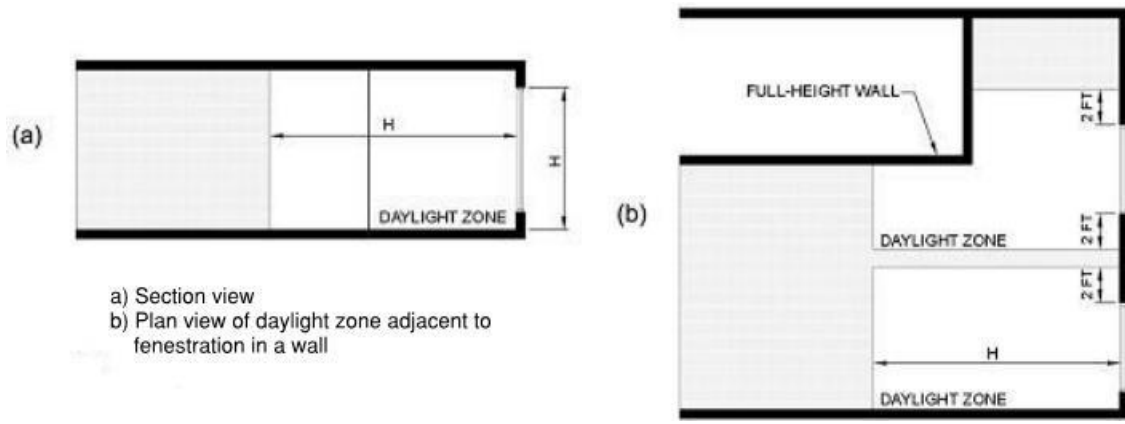 (a)
H
H
DAYLIGHT ZONE
a) Section view
b) Plan view of daylight zone adjacent to
fenestration in a wall
(b)
FULL-HEIGHT WALL
2 FT
2 FT
DAYLIGHT ZONE
2 FT
H
DAYLIGHT ZONE